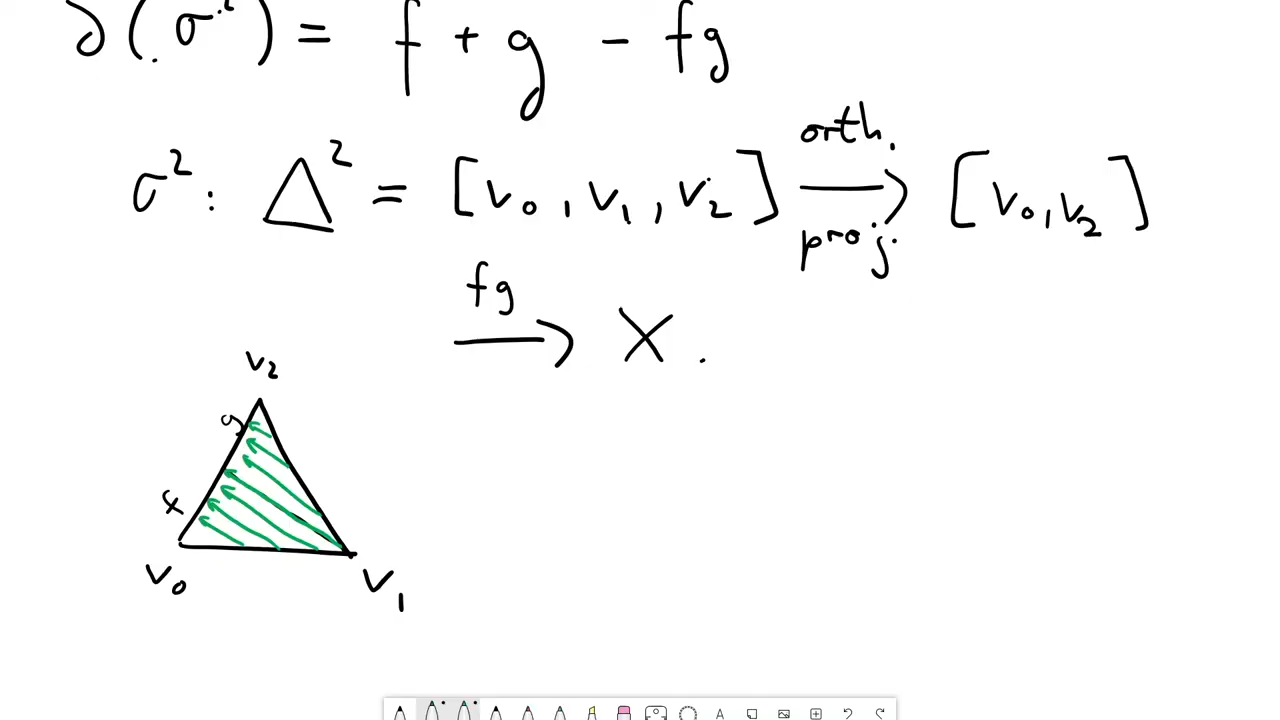 ∂(σ²) = f + g - fg
σ²: Δ² = [v₀, v₁, v₂] orth. proj. → [v₀, v₂]
fg → X.
v₂
g
f
v₀
v₁